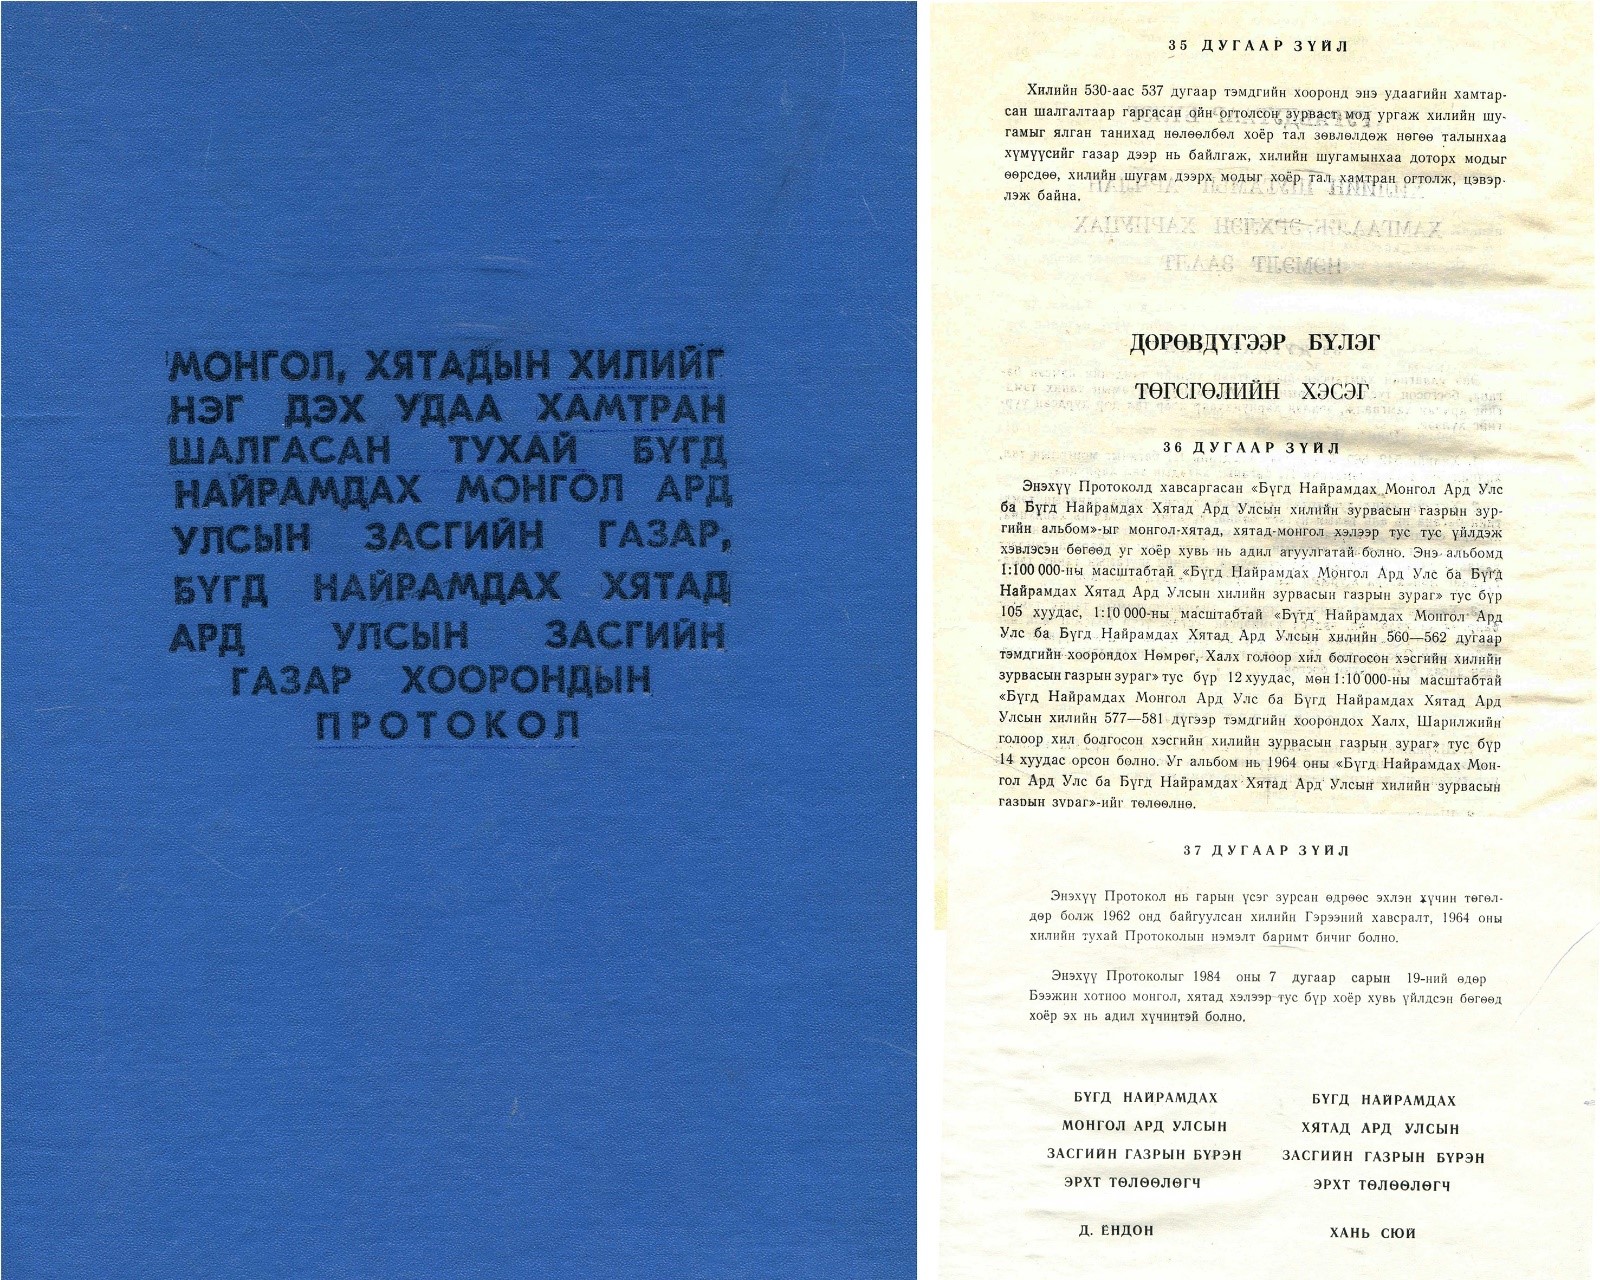 МОНГОЛ, ХЯТАДЫН ХИЛИЙГ
НЭГ ДЭХ УДАА ХАМТРАН
ШАЛГАСАН ТУХАЙ БҮГД
НАЙРАМДАХ МОНГОЛ АРД
УЛСЫН ЗАСГИЙН ГАЗАР,
БҮГД НАЙРАМДАХ ХЯТАД
АРД УЛСЫН ЗАСГИЙН
ГАЗАР ХООРОНДЫН
ПРОТОКОЛ
35 ДУГААР ЗҮЙЛ
Хилийн 530-аас 537 дугаар тэмдгийн хооронд энэ удаагийн хамтар-
сан шалгалтаар гаргасан ойн огтолсон зурваст мод ургаж хилийн шу-
гамыг ялган танихад нөлөөлбөл хоёр тал зөвлөлдөж нөгөө талынхаа
хүмүүсийг газар дээр нь байлгаж, хилийн шугамынхаа доторх модыг
өөрсдөө, хилийн шугам дээрх модыг хоёр тал хамтран огтолж, цэвэр-
лэж байна.
ДӨРӨВДҮГЭЭР БҮЛЭГ
ТӨГСГӨЛИЙН ХЭСЭГ
36 ДУГААР ЗҮЙЛ
Энэхүү Протоколд хавсаргасан «Бүгд Найрамдах Монгол Ард Улс
ба Бүгд Найрамдах Хятад Ард Улсын хилийн зурвасын газрын зур-
гийн альбом»-ыг монгол-хятад, хятад-монгол хэлээр тус тус үйлдэж
хэвлэсэн бөгөөд уг хоёр хувь нь адил агуулгатай болно. Энэ альбомд
1:100 000-ны масштабтай «Бүгд Найрамдах Монгол Ард Улс ба Бүгд
Найрамдах Хятад Ард Улсын хилийн зурвасын газрын зураг» тус бүр
105 хуудас, 1:10 000-ны масштабтай «Бүгд Найрамдах Монгол Ард
Улс ба Бүгд Найрамдах Хятад Ард Улсын хилийн 560—562 дугаар
тэмдгийн хоорондох Нөмрөг, Халх голоор хил болгосон хэсгийн хилийн
зурвасын газрын зураг» тус бүр 12 хуудас, мөн 1:10 000-ны масштабтай
«Бүгд Найрамдах Монгол Ард Улс ба Бүгд Найрамдах Хятад Ард
Улсын хилийн 577—581 дүгээр тэмдгийн хоорондох Халх, Шарилжийн
голоор хил болгосон хэсгийн хилийн зурвасын газрын зураг» тус бүр
14 хуудас орсон болно. Уг альбом нь 1964 оны «Бүгд Найрамдах Мон-
гол Ард Улс ба Бүгд Найрамдах Хятад Ард Улсын хилийн зурвасын
газрын зураг»-ийг төлөөлнө.
37 ДУГААР ЗҮЙЛ
Энэхүү Протокол нь гарын үсэг зурсан өдрөөс эхлэн хүчин төгөл-
дөр болж 1962 онд байгуулсан хилийн Гэрээний хавсралт, 1964 оны
хилийн тухай Протоколын нэмэлт баримт бичиг болно.
Энэхүү Протоколыг 1984 оны 7 дугаар сарын 19-ний өдөр
Бээжин хотноо монгол, хятад хэлээр тус бүр хоёр хувь үйлдсэн бөгөөд
хоёр эх нь адил хүчинтэй болно.
БҮГД НАЙРАМДАХ
МОНГОЛ АРД УЛСЫН
ЗАСГИЙН ГАЗРЫН БҮРЭН
ЭРХТ ТӨЛӨӨЛӨГЧ
Д. ЁНДОН
БҮГД НАЙРАМДАХ
ХЯТАД АРД УЛСЫН
ЗАСГИЙН ГАЗРЫН БҮРЭН
ЭРХТ ТӨЛӨӨЛӨГЧ
ХАНЬ СЮЙ